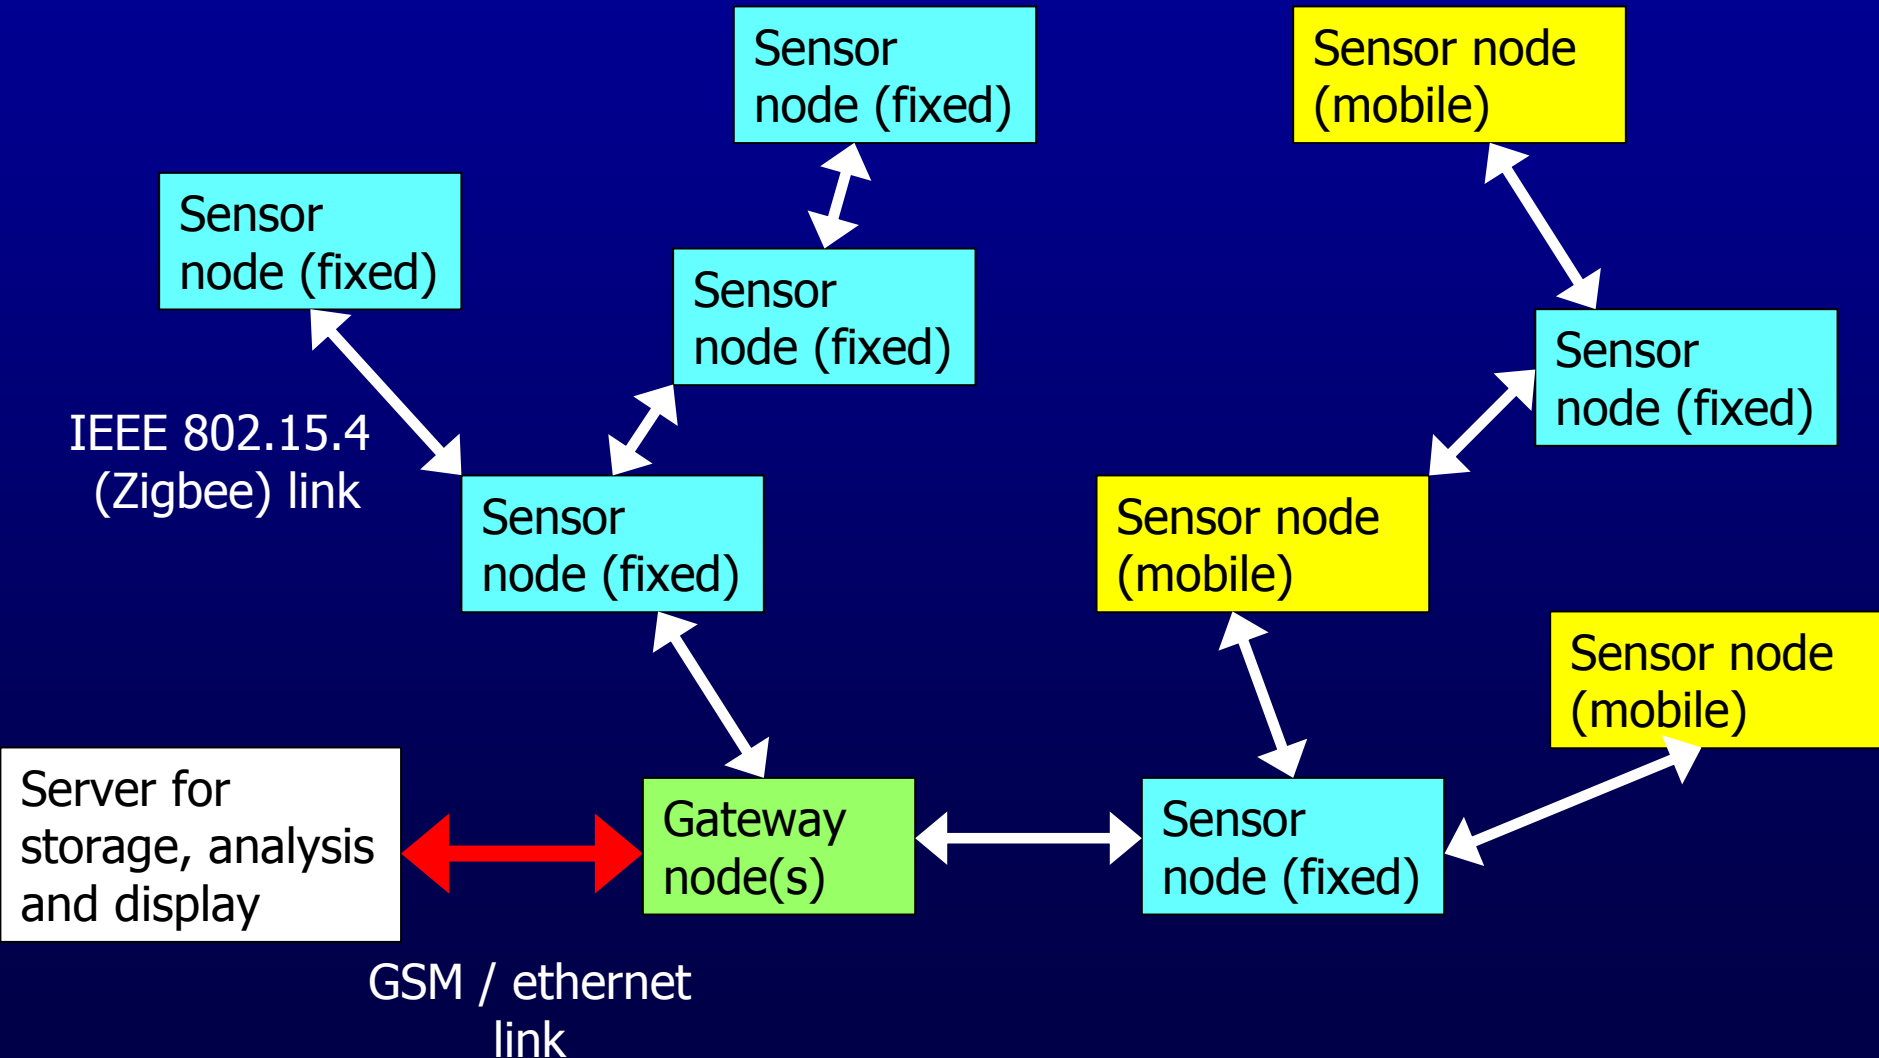 Sensor
node (fixed)
Sensor node
(mobile)
Sensor
node (fixed)
Sensor
node (fixed)
Sensor
node (fixed)
IEEE 802.15.4
(Zigbee) link
Sensor
node (fixed)
Sensor node
(mobile)
Sensor node
(mobile)
Server for
storage, analysis
and display
Gateway
node(s)
Sensor
node (fixed)
GSM / ethernet
link